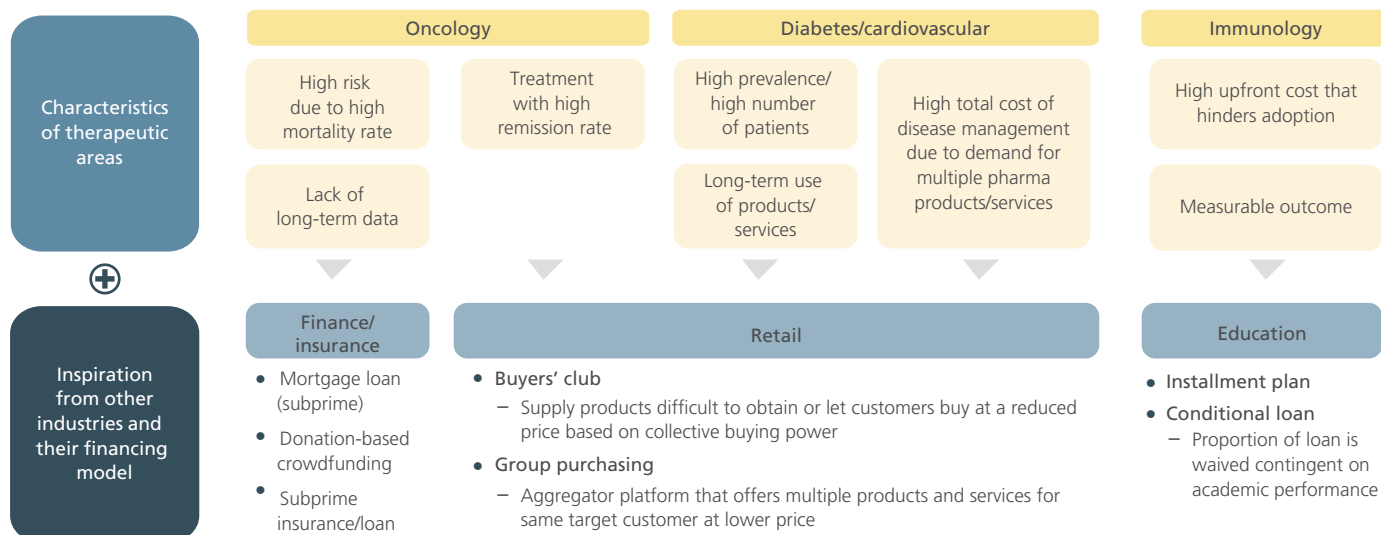 Characteristics
of therapeutic
areas
Oncology
High risk
due to high
mortality rate
Lack of
long-term data
Treatment
with high
remission rate
Diabetes/cardiovascular
High prevalence/
high number
of patients
Long-term use
of products/
services
High total cost of
disease management
due to demand for
multiple pharma
products/services
Immunology
High upfront cost that
hinders adoption
Measurable outcome
Inspiration
from other
industries and
their financing
model
Finance/
insurance
• Mortgage loan
(subprime)
• Donation-based
crowdfunding
• Subprime
insurance/loan
Retail
• Buyers’ club
– Supply products difficult to obtain or let customers buy at a reduced
price based on collective buying power
• Group purchasing
– Aggregator platform that offers multiple products and services for
same target customer at lower price
Education
• Installment plan
• Conditional loan
– Proportion of loan is
waived contingent on
academic performance